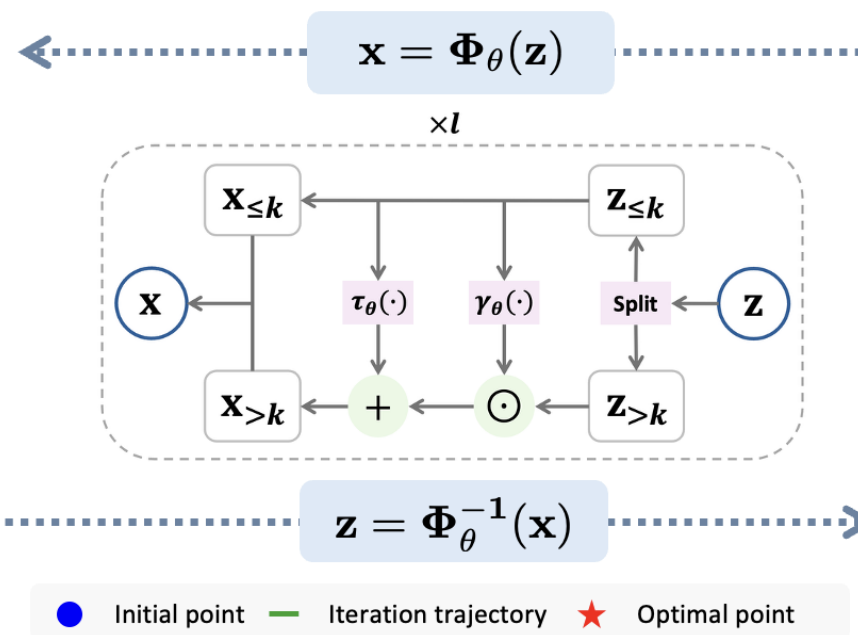 x = Φθ(z)
×l
x≤k
z≤k
x
τθ(·)
γθ(·)
Split
z
x>k
+
⊙
z>k
z = Φθ⁻¹(x)
Initial point
Iteration trajectory
Optimal point